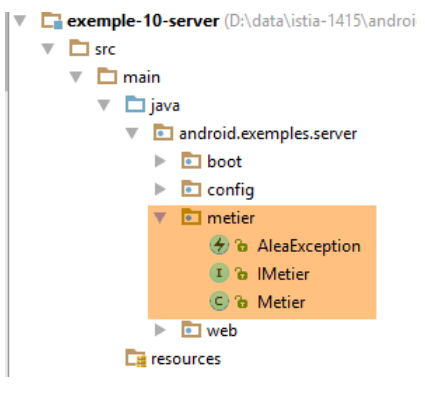 exemple-10-server (D:\data\istia-1415\androi
src
main
java
android.exemples.server
boot
config
metier
AleaException
I IMetier
C Metier
web
resources